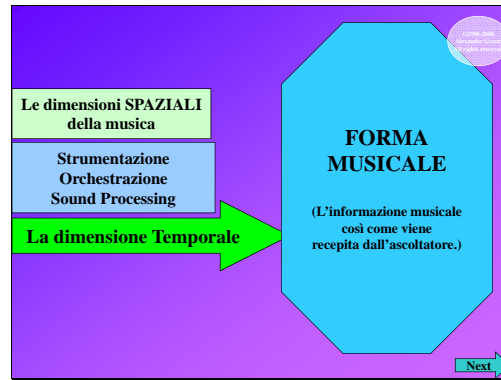 Le dimensioni SPAZIALI
della musica
Strumentazione
Orchestrazione
Sound Processing
La dimensione Temporale
FORMA
MUSICALE
(L'informazione musicale
così come viene
recepita dall'ascoltatore.)
Next